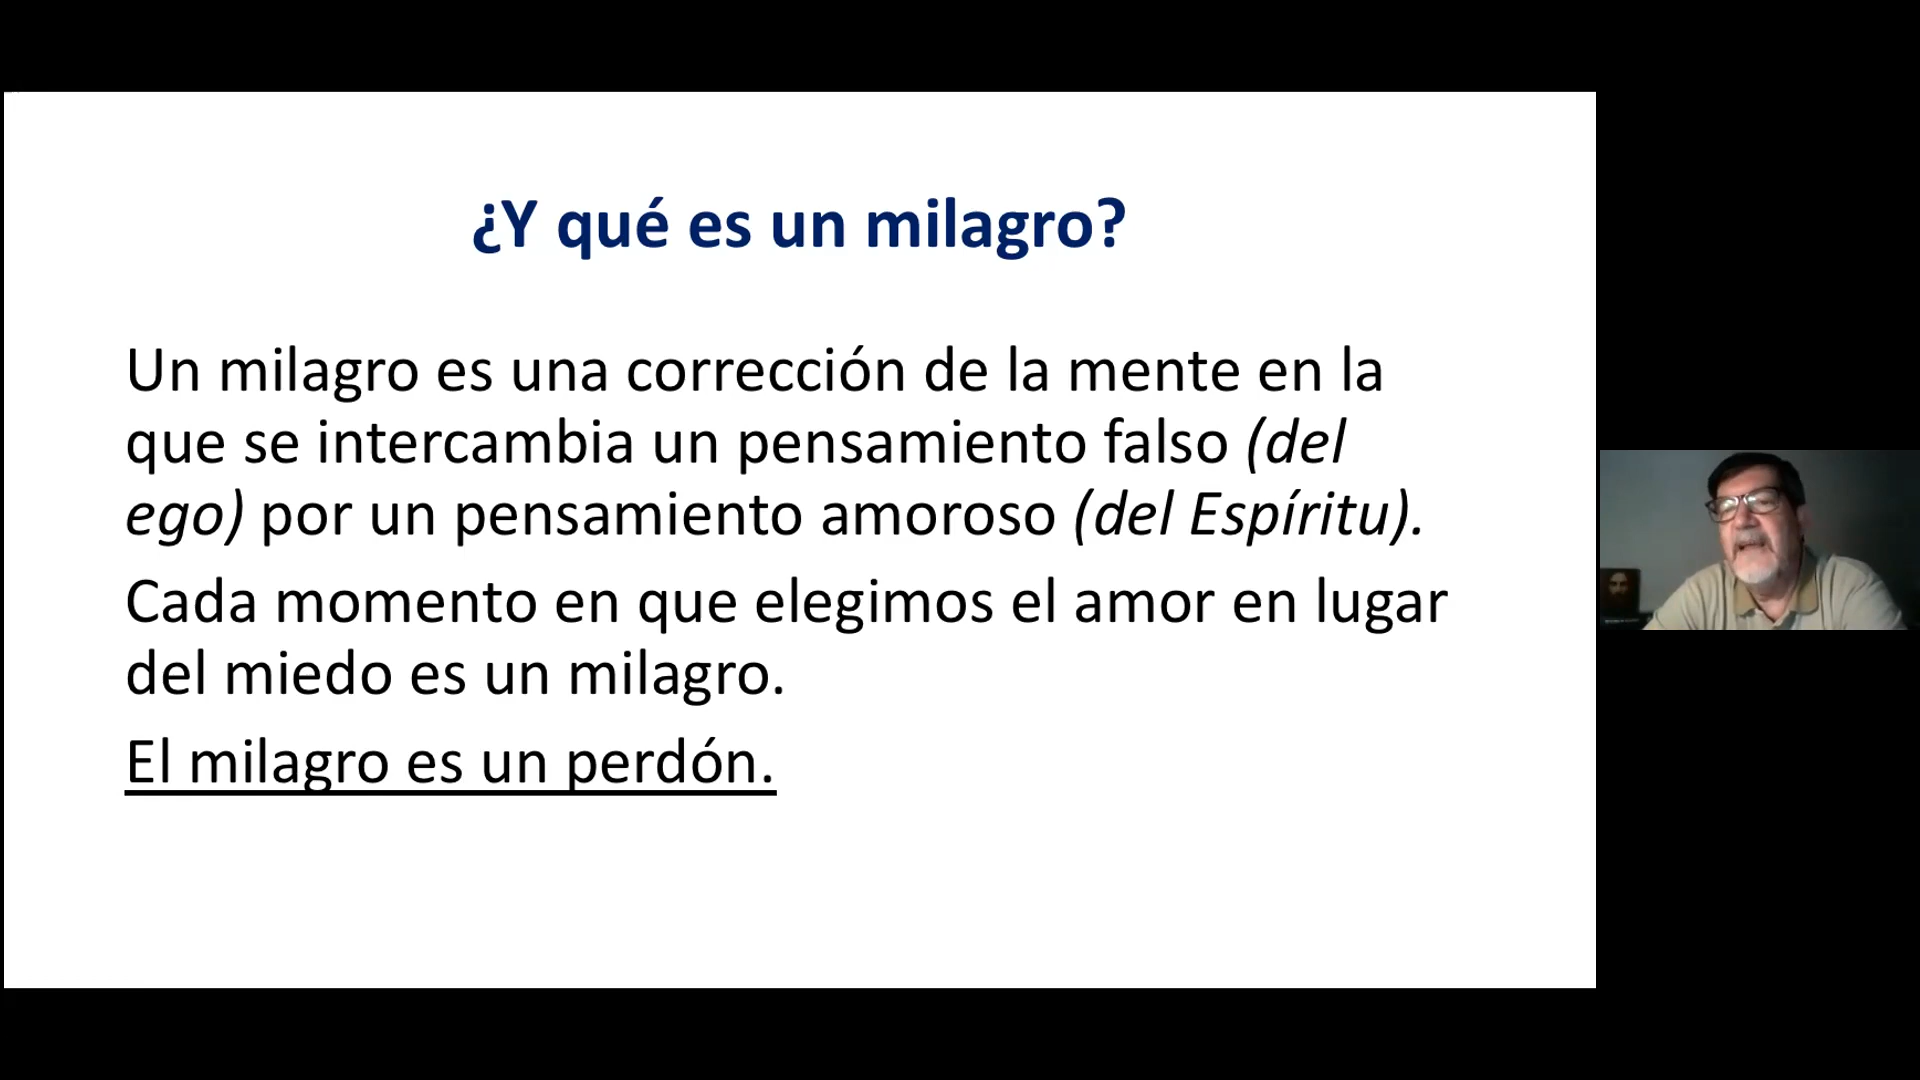 ¿Y qué es un milagro?
Un milagro es una corrección de la mente en la
que se intercambia un pensamiento falso (del
ego) por un pensamiento amoroso (del Espíritu).
Cada momento en que elegimos el amor en lugar
del miedo es un milagro.
El milagro es un perdón.